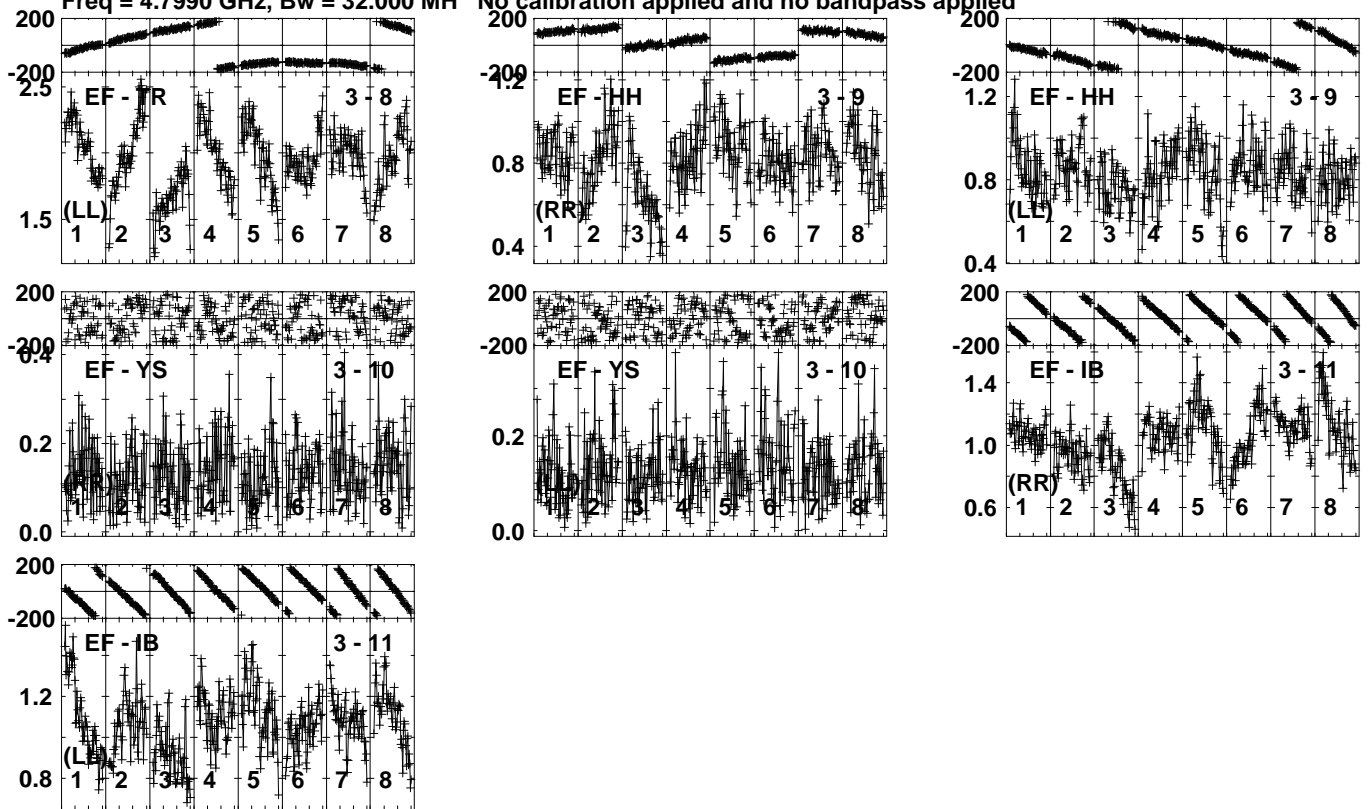 Freq = 4.7990 GHz, Bw = 32.000 MH No calibration applied and no bandpass applied
200
-200
2.5
1.5
EF - TR 3 - 8
(LL)
1 2 3 4 5 6 7 8
200
-200
1.2
0.8
0.4
EF - HH 3 - 9
(RR)
1 2 3 4 5 6 7 8
200
-200
1.2
0.8
0.4
EF - HH 3 - 9
(LL)
1 2 3 4 5 6 7 8
200
-200
0.4
0.2
0.0
EF - YS 3 - 10
(RR)
1 2 3 4 5 6 7 8
200
-200
0.2
0.0
EF - YS 3 - 10
(LL)
1 2 3 4 5 6 7 8
200
-200
1.4
1.0
0.6
EF - IB 3 - 11
(RR)
1 2 3 4 5 6 7 8
200
-200
1.2
0.8
EF - IB 3 - 11
(LL)
1 2 3 4 5 6 7 8